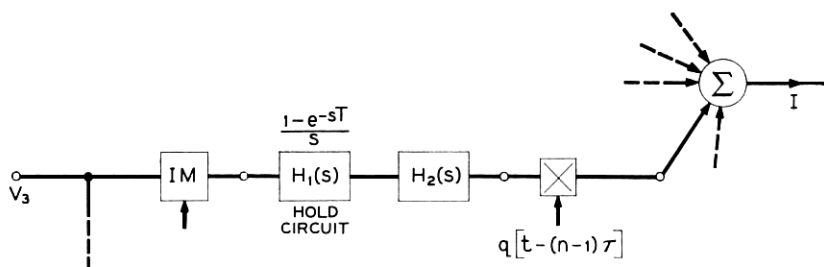 1-e^-sT
s
Σ
I
V₃
IM
H₁(s)
H₂(s)
HOLD
CIRCUIT
q[t-(n-1)τ]